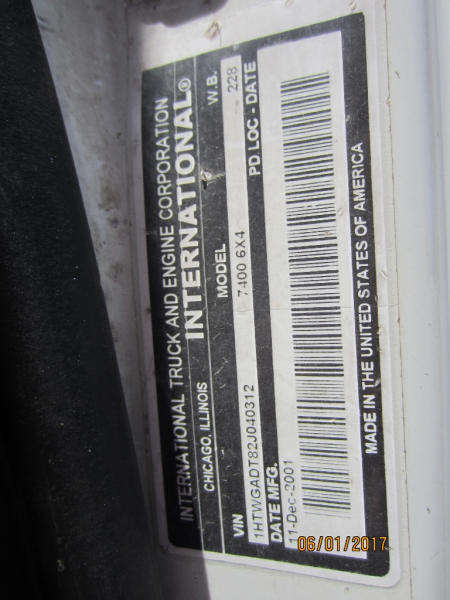 INTERNATIONAL TRUCK AND ENGINE CORPORATION
CHICAGO, ILLINOIS INTERNATIONAL®
VIN MODEL W.B.
1HTWGADT82J040312 7400 6X4 228
DATE MFG. PD LOC - DATE
11-Dec-2001
MADE IN THE UNITED STATES OF AMERICA
06/01/2017